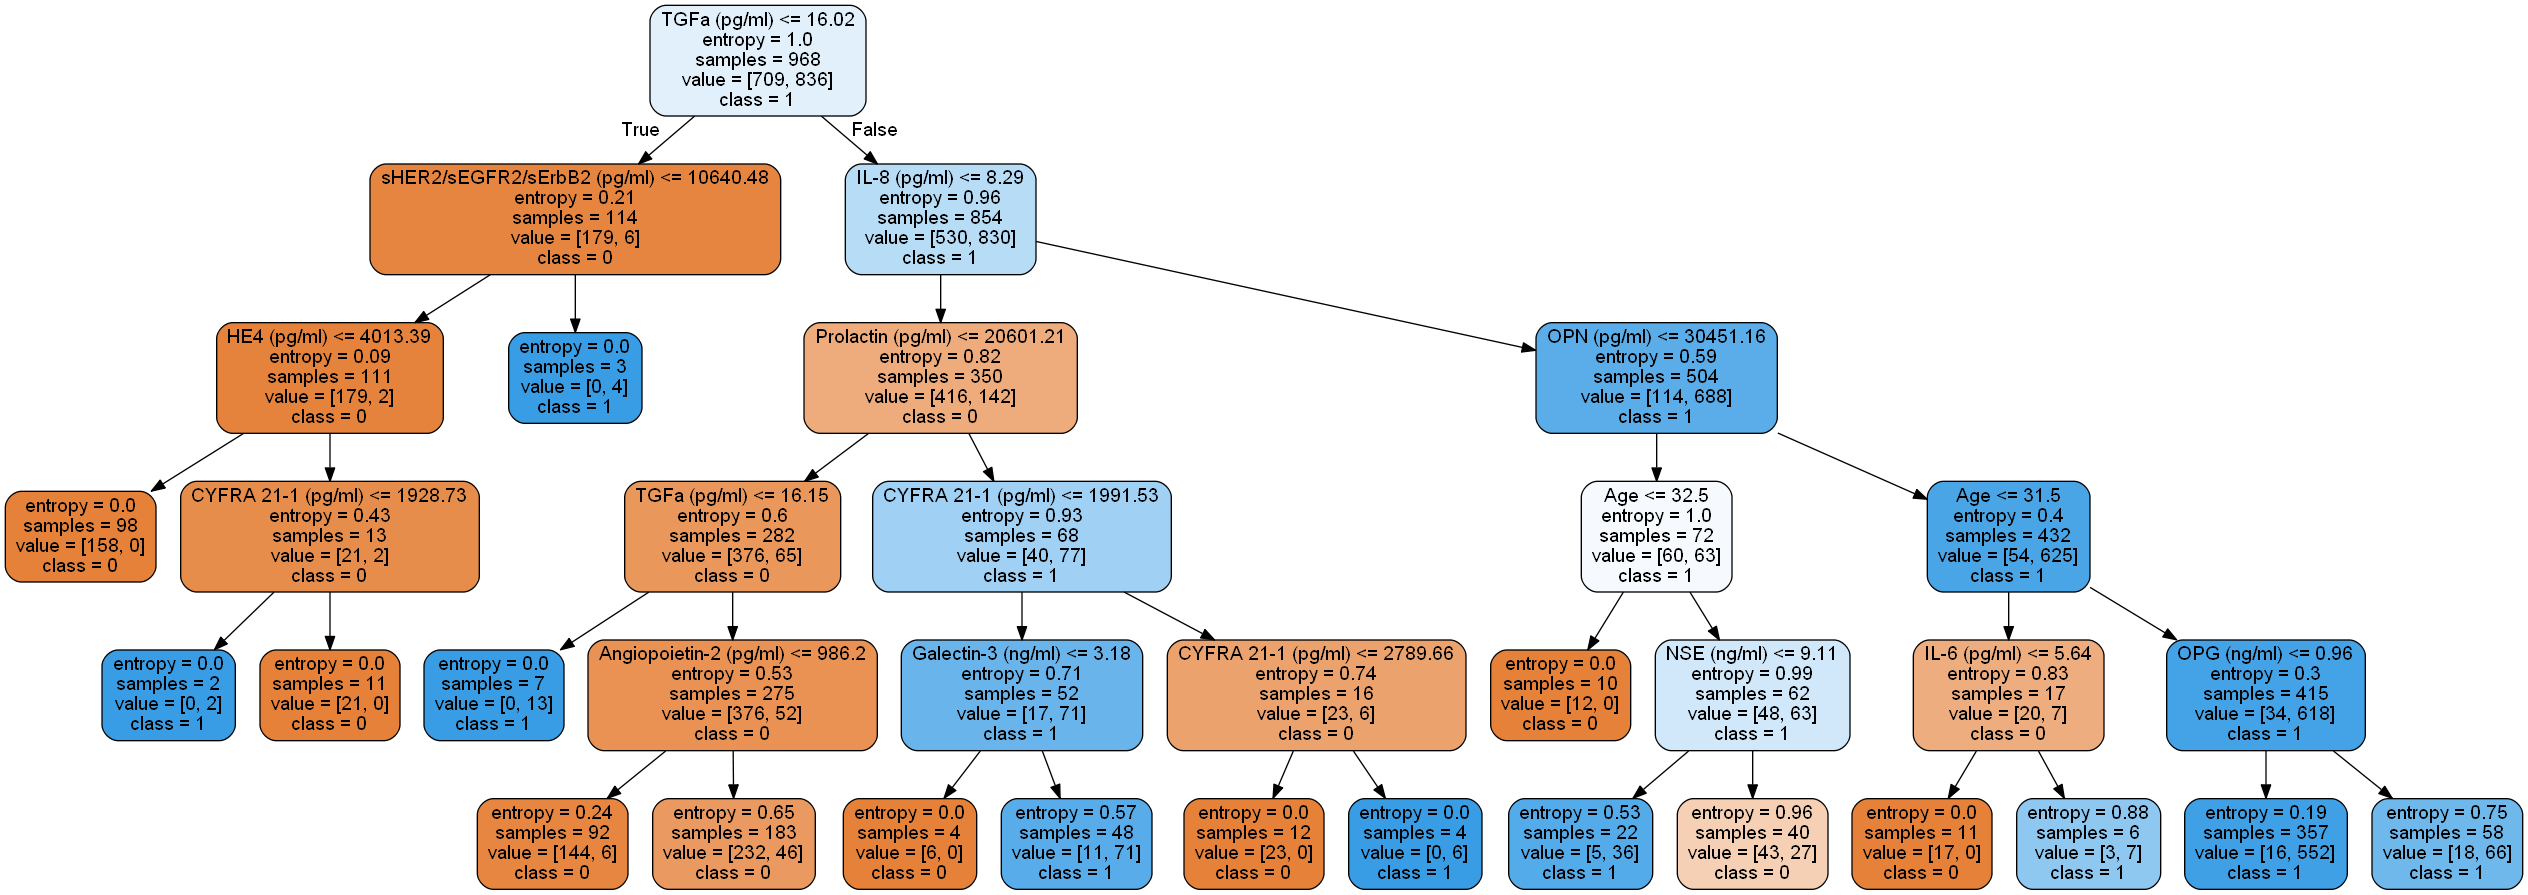 TGFa (pg/ml) <= 16.02
entropy = 1.0
samples = 968
value = [709, 836]
class = 1
True
False
sHER2/sEGFR2/sErbB2 (pg/ml) <= 10640.48
entropy = 0.21
samples = 114
value = [179, 6]
class = 0
IL-8 (pg/ml) <= 8.29
entropy = 0.96
samples = 854
value = [530, 830]
class = 1
HE4 (pg/ml) <= 4013.39
entropy = 0.09
samples = 111
value = [179, 2]
class = 0
entropy = 0.0
samples = 3
value = [0, 4]
class = 1
Prolactin (pg/ml) <= 20601.21
entropy = 0.82
samples = 350
value = [416, 142]
class = 0
OPN (pg/ml) <= 30451.16
entropy = 0.59
samples = 504
value = [114, 688]
class = 1
entropy = 0.0
samples = 98
value = [158, 0]
class = 0
CYFRA 21-1 (pg/ml) <= 1928.73
entropy = 0.43
samples = 13
value = [21, 2]
class = 0
TGFa (pg/ml) <= 16.15
entropy = 0.6
samples = 282
value = [376, 65]
class = 0
CYFRA 21-1 (pg/ml) <= 1991.53
entropy = 0.93
samples = 68
value = [40, 77]
class = 1
Age <= 32.5
entropy = 1.0
samples = 72
value = [60, 63]
class = 1
Age <= 31.5
entropy = 0.4
samples = 432
value = [54, 625]
class = 1
entropy = 0.0
samples = 2
value = [0, 2]
class = 1
entropy = 0.0
samples = 11
value = [21, 0]
class = 0
entropy = 0.0
samples = 7
value = [0, 13]
class = 1
Angiopoietin-2 (pg/ml) <= 986.2
entropy = 0.53
samples = 275
value = [376, 52]
class = 0
Galectin-3 (ng/ml) <= 3.18
entropy = 0.71
samples = 52
value = [17, 71]
class = 1
CYFRA 21-1 (pg/ml) <= 2789.66
entropy = 0.74
samples = 16
value = [23, 6]
class = 0
entropy = 0.0
samples = 10
value = [12, 0]
class = 0
NSE (ng/ml) <= 9.11
entropy = 0.99
samples = 62
value = [48, 63]
class = 1
IL-6 (pg/ml) <= 5.64
entropy = 0.83
samples = 17
value = [20, 7]
class = 0
OPG (ng/ml) <= 0.96
entropy = 0.3
samples = 415
value = [34, 618]
class = 1
entropy = 0.24
samples = 92
value = [144, 6]
class = 0
entropy = 0.65
samples = 183
value = [232, 46]
class = 0
entropy = 0.0
samples = 4
value = [6, 0]
class = 0
entropy = 0.57
samples = 48
value = [11, 71]
class = 1
entropy = 0.0
samples = 12
value = [23, 0]
class = 0
entropy = 0.0
samples = 4
value = [0, 6]
class = 1
entropy = 0.53
samples = 22
value = [5, 36]
class = 1
entropy = 0.96
samples = 40
value = [43, 27]
class = 0
entropy = 0.0
samples = 11
value = [17, 0]
class = 0
entropy = 0.88
samples = 6
value = [3, 7]
class = 1
entropy = 0.19
samples = 357
value = [16, 552]
class = 1
entropy = 0.75
samples = 58
value = [18, 66]
class = 1